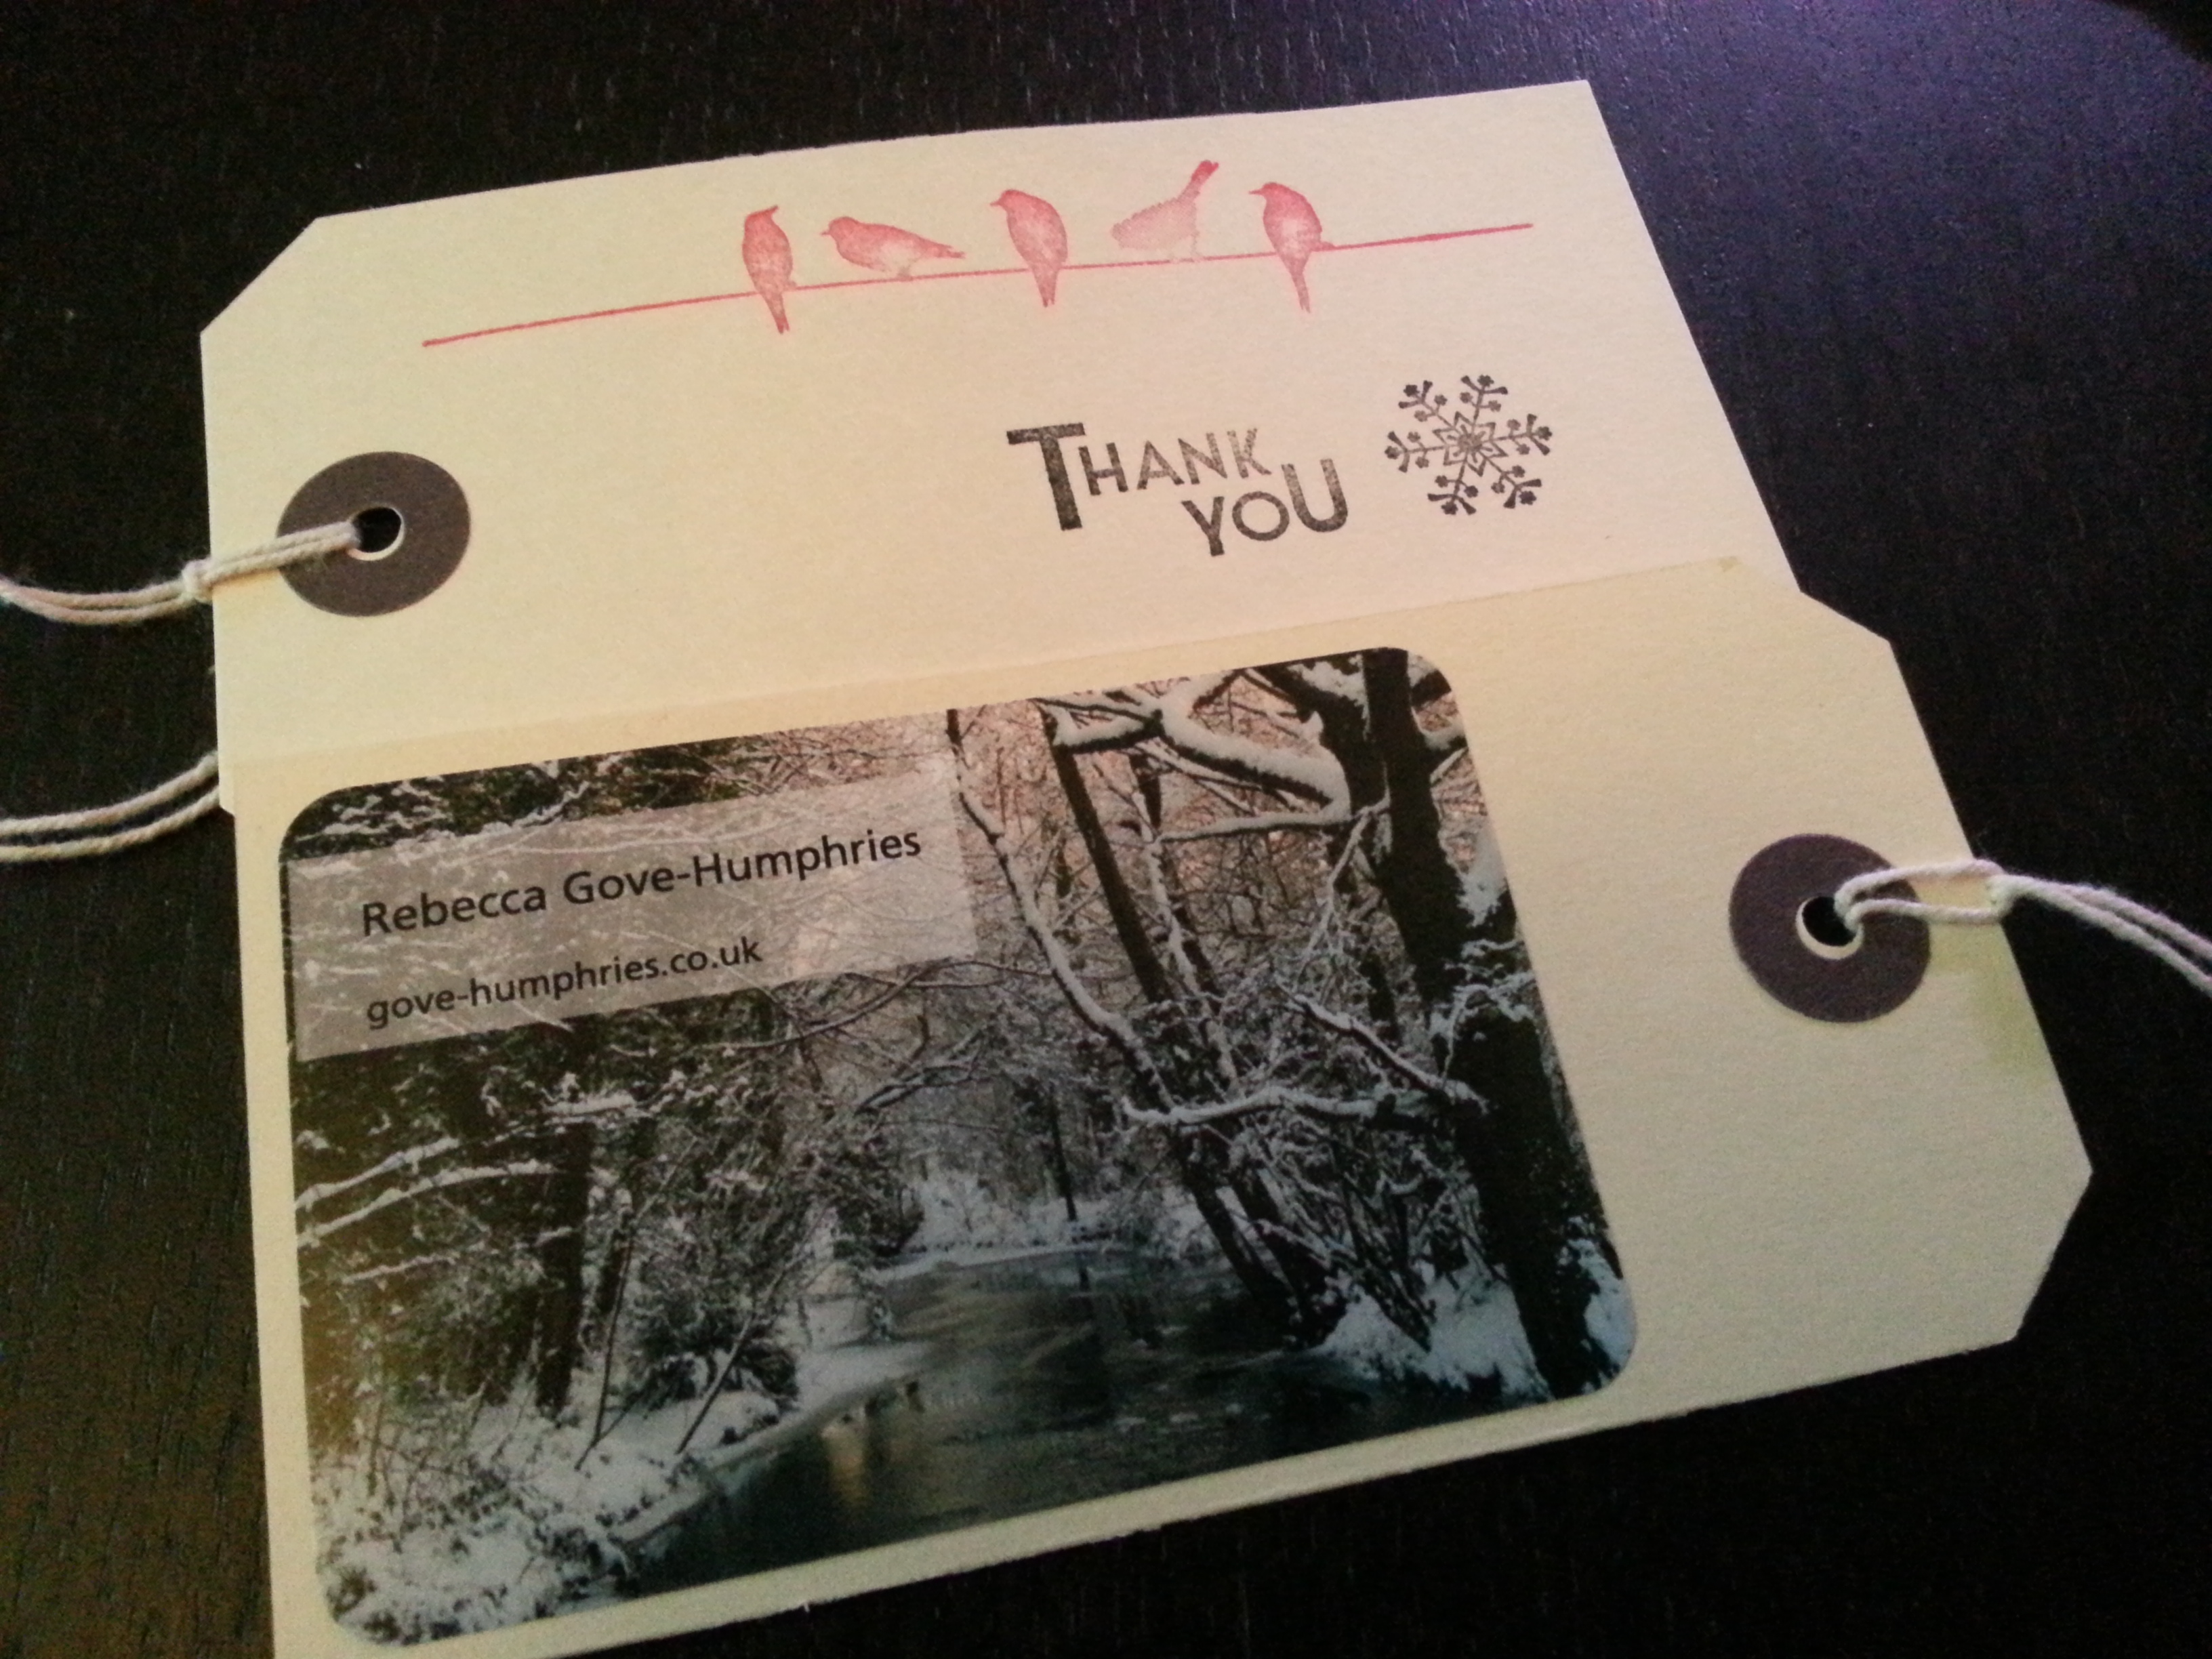 THANK
YOU
Rebecca Gove-Humphries
gove-humphries.co.uk